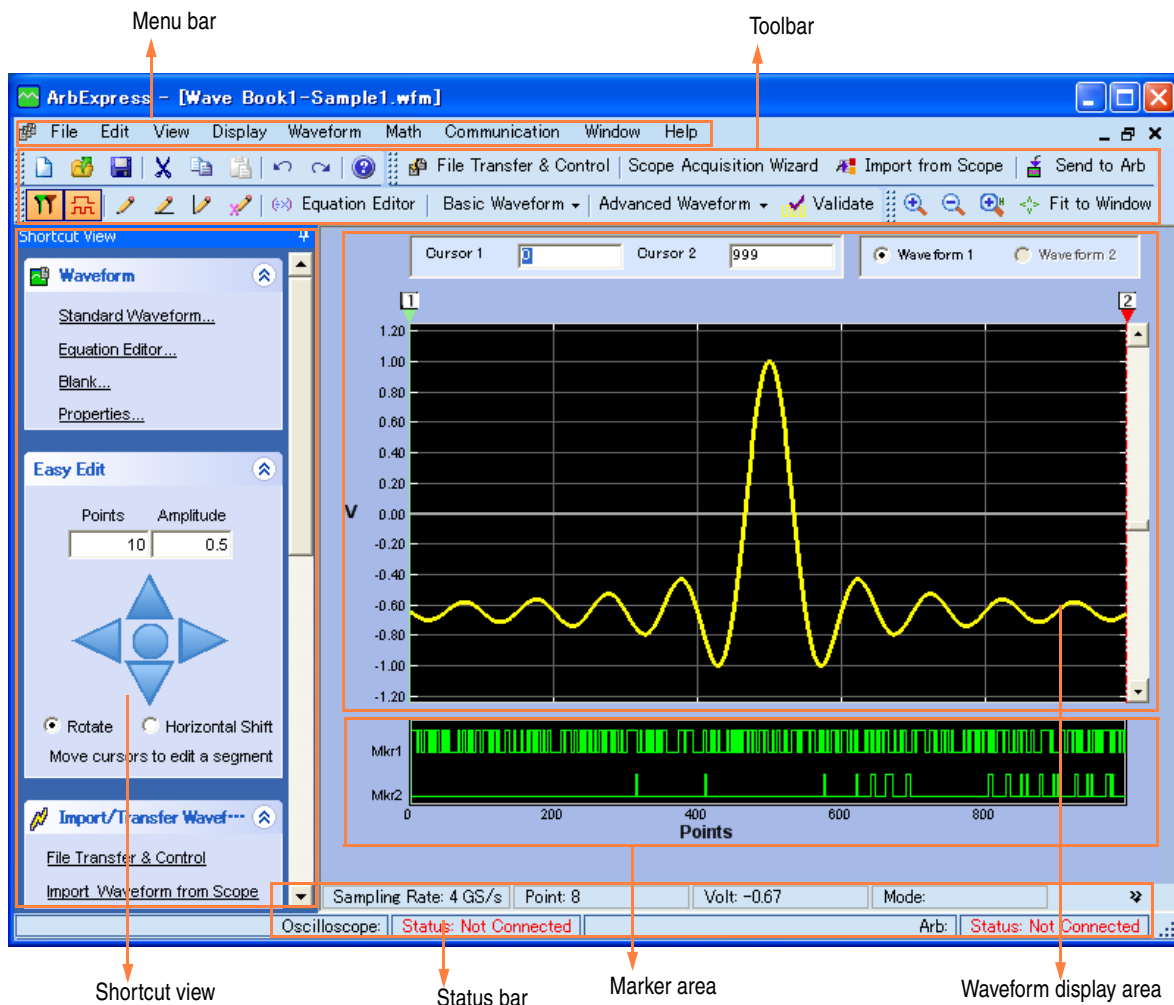 Menu bar
Toolbar
ArbExpress - [Wave Book1-Sample1.wfm]
File Edit View Display Waveform Math Communication Window Help
File Transfer & Control Scope Acquisition Wizard Import from Scope Send to Arb
Equation Editor Basic Waveform Advanced Waveform Validate Fit to Window
Shortcut View
Waveform
Standard Waveform...
Equation Editor...
Blank...
Properties...
Easy Edit
Points Amplitude
10 0.5
Rotate Horizontal Shift
Move cursors to edit a segment
Import/Transfer Wavef...
File Transfer & Control
Import Waveform from Scope
Cursor 1 0 Cursor 2 999 Waveform 1 Waveform 2
1 2
1.20
1.00
0.80
0.60
0.40
0.20
V 0.00
-0.20
-0.40
-0.60
-0.80
-1.00
-1.20
Mkr1
Mkr2
0 200 400 600 800
Points
Sampling Rate: 4 GS/s Point: 8 Volt: -0.67 Mode:
Oscilloscope: Status: Not Connected Arb: Status: Not Connected
Shortcut view
Status bar
Marker area
Waveform display area